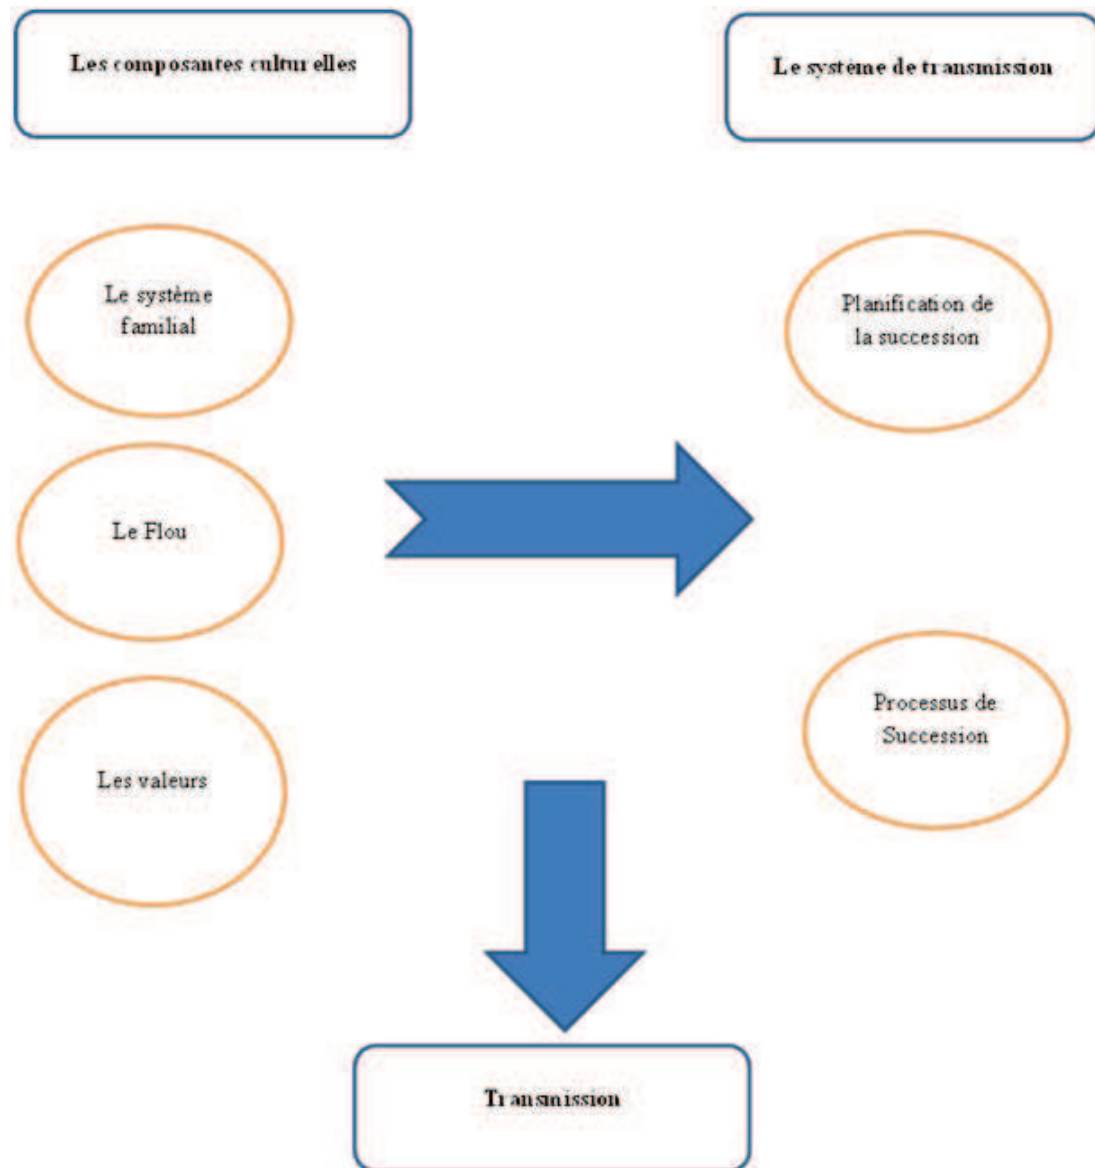 Les composantes culturelles
Le système de transmission
Le système
familial
Planification de
la succession
Le Flou
Processus de
Succession
Les valeurs
Transmission